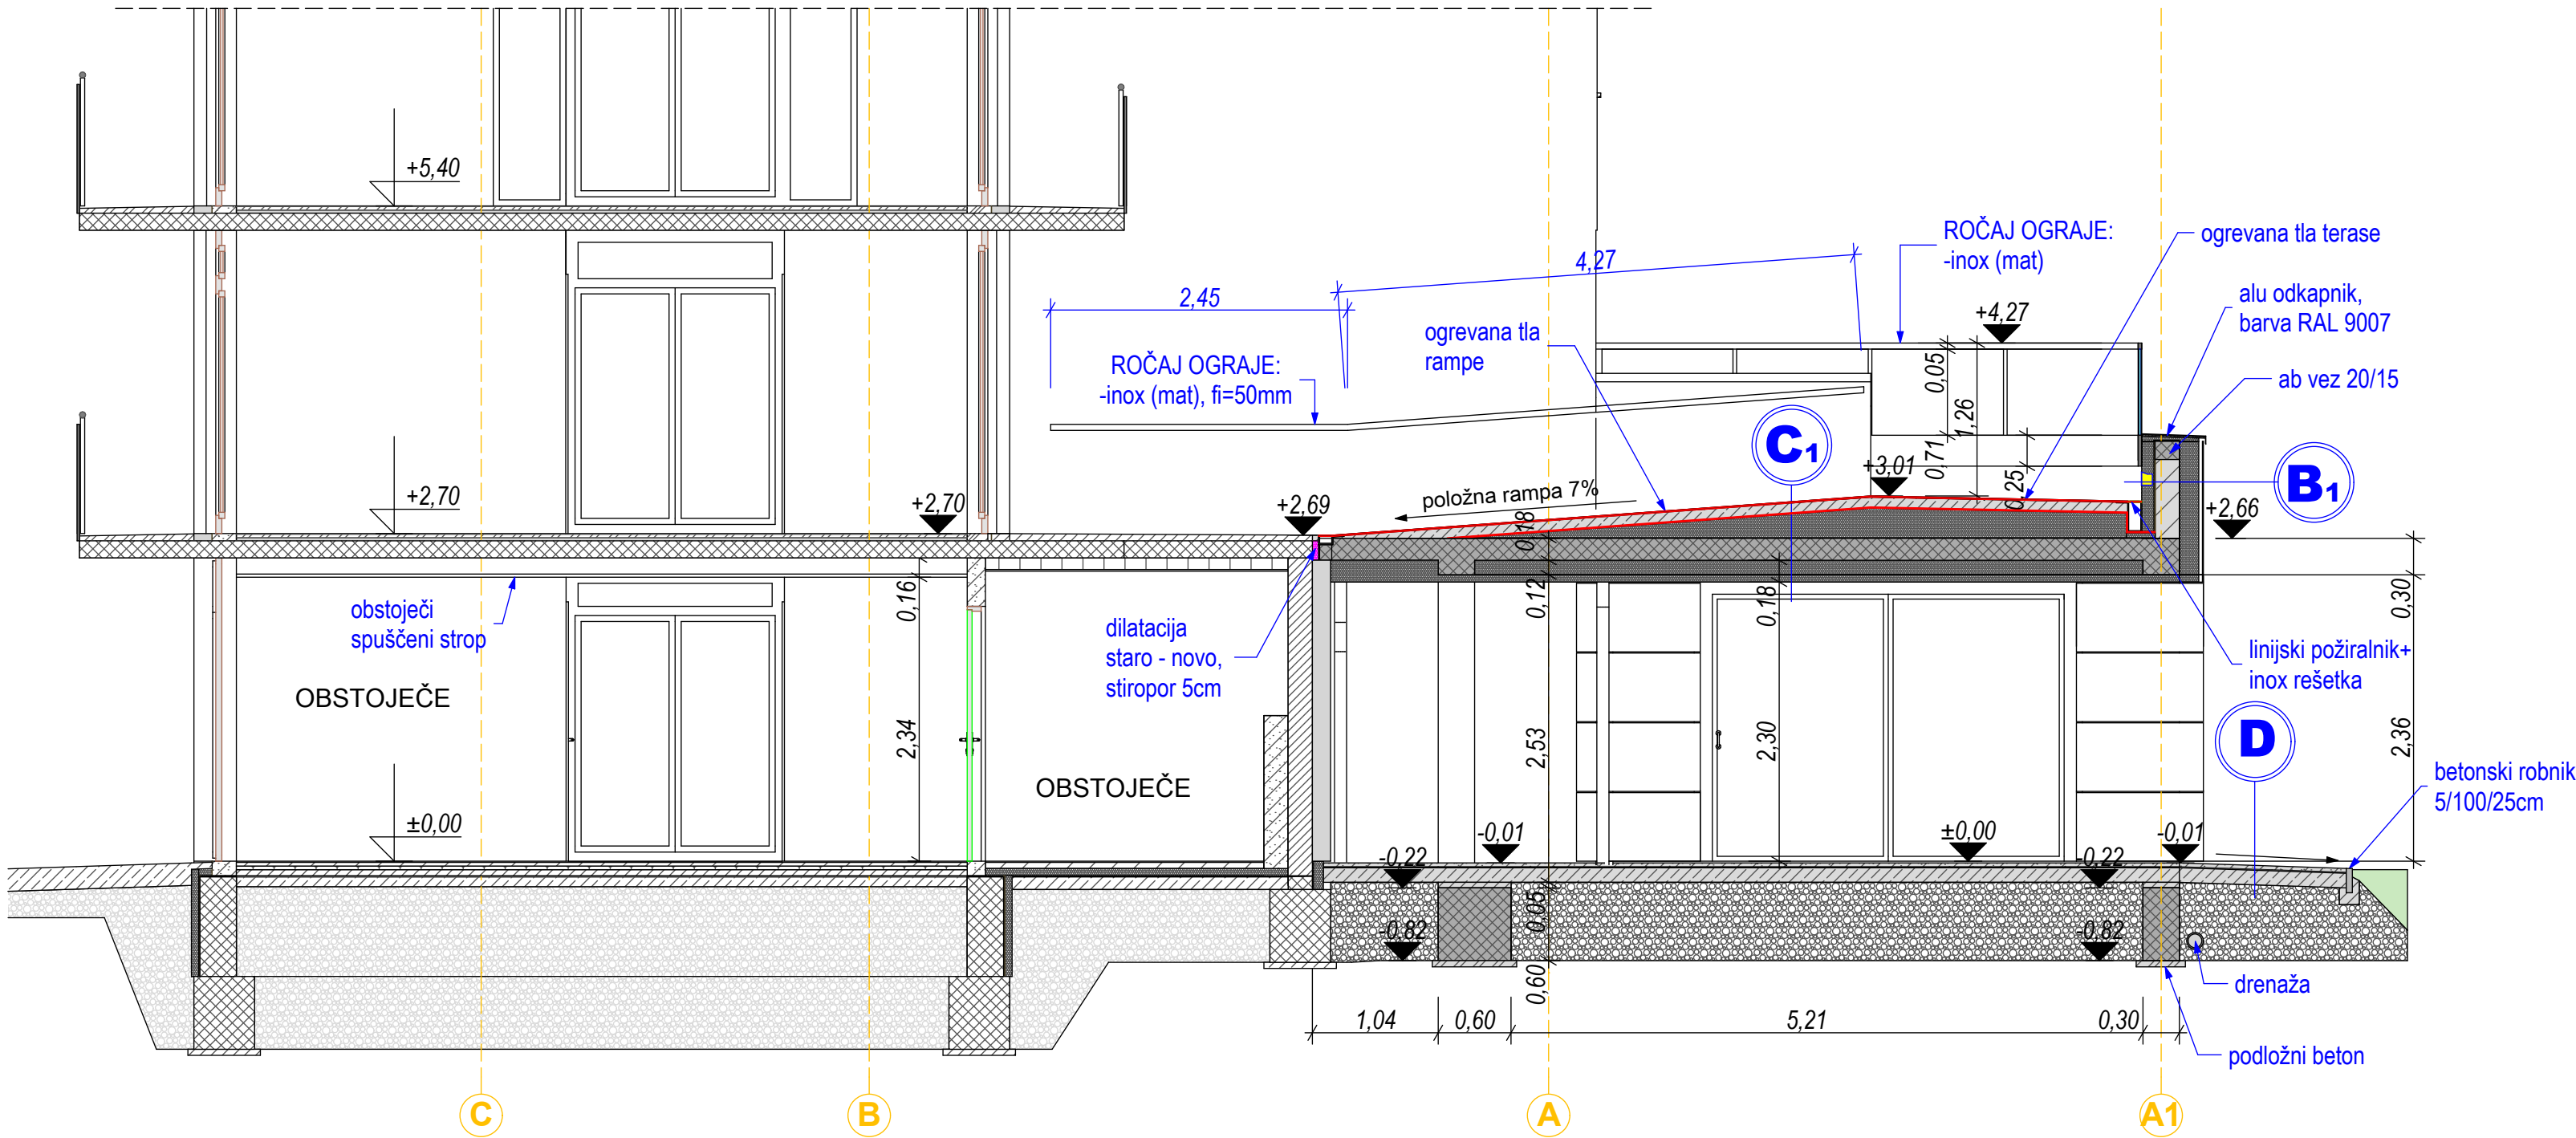 +5,40
ROČAJ OGRAJE:
-inox (mat)
ogrevana tla terase
4,27
2,45
alu odkapnik,
barva RAL 9007
+4,27
ogrevana tla
rampe
ROČAJ OGRAJE:
-inox (mat), fi=50mm
0,05
1,26
ab vez 20/15
C1
0,71
+3,01
0,25
B1
+2,70
+2,70
+2,69
položna rampa 7%
0,18
+2,66
obstoječi
spuščeni strop
0,16
0,12
0,18
0,30
dilatacija
staro - novo,
stiropor 5cm
linijski požiralnik+
inox rešetka
OBSTOJEČE
2,34
2,53
2,30
D
2,36
OBSTOJEČE
betonski robnik
5/100/25cm
±0,00
-0,01
±0,00
-0,01
-0,22
-0,22
0,05
-0,82
-0,82
0,60
drenaža
1,04
0,60
5,21
0,30
podložni beton
C
B
A
A1